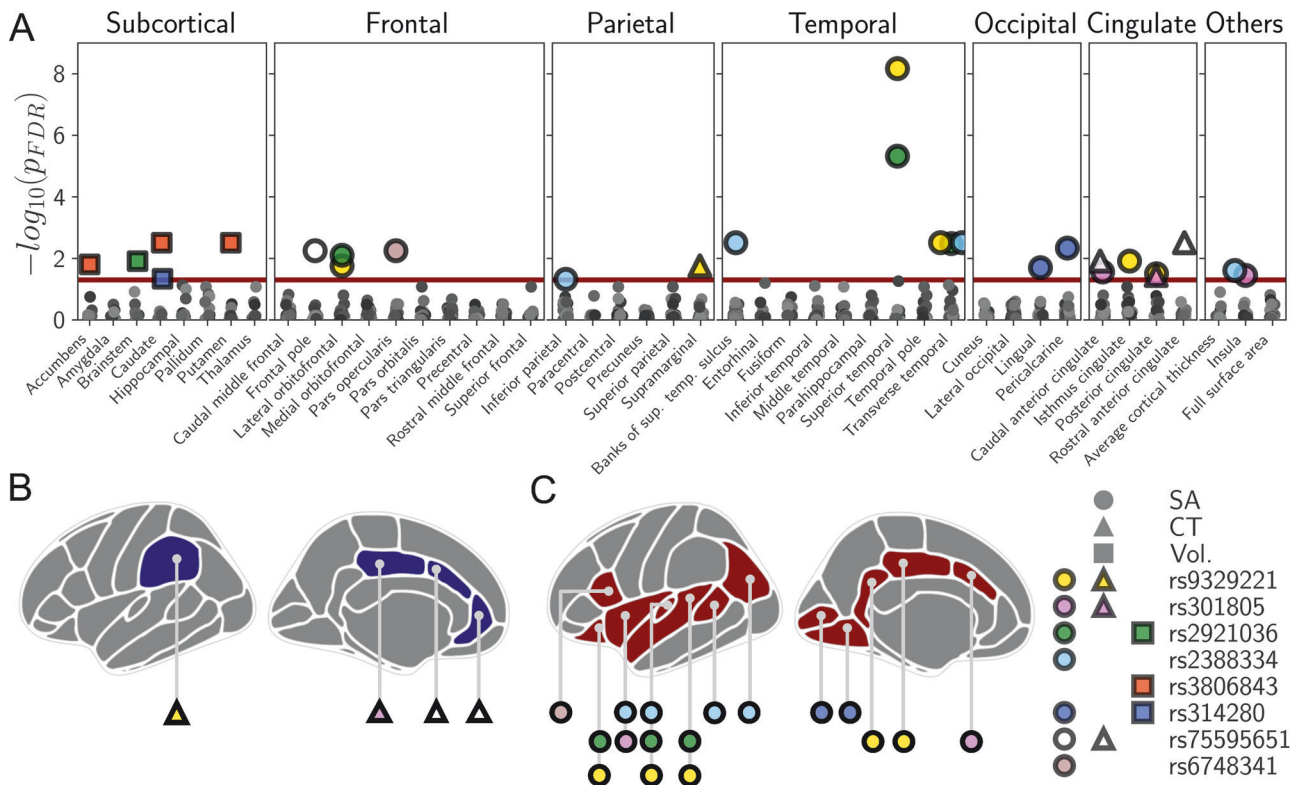 A
Subcortical
Frontal
Parietal
Temporal
Occipital
Cingulate
Others
−log10(pFDR)
8
6
4
2
0
Accumbens
Amygdala
Brainstem
Caudate
Hippocampal
Pallidum
Putamen
Thalamus
Caudal middle frontal
Frontal pole
Lateral orbitofrontal
Medial orbitofrontal
Pars opercularis
Pars orbitalis
Pars triangularis
Precentral
Rostral middle frontal
Superior frontal
Inferior parietal
Paracentral
Postcentral
Precuneus
Superior parietal
Supramarginal
Banks of sup. temp. sulcus
Entorhinal
Fusiform
Inferior temporal
Middle temporal
Parahippocampal
Superior temporal
Temporal pole
Transverse temporal
Cuneus
Lateral occipital
Lingual
Pericalcarine
Caudal anterior cingulate
Isthmus cingulate
Posterior cingulate
Rostral anterior cingulate
Average cortical thickness
Insula
Full surface area
B
C
SA
CT
Vol.
rs9329221
rs301805
rs2921036
rs2388334
rs3806843
rs314280
rs75595651
rs6748341